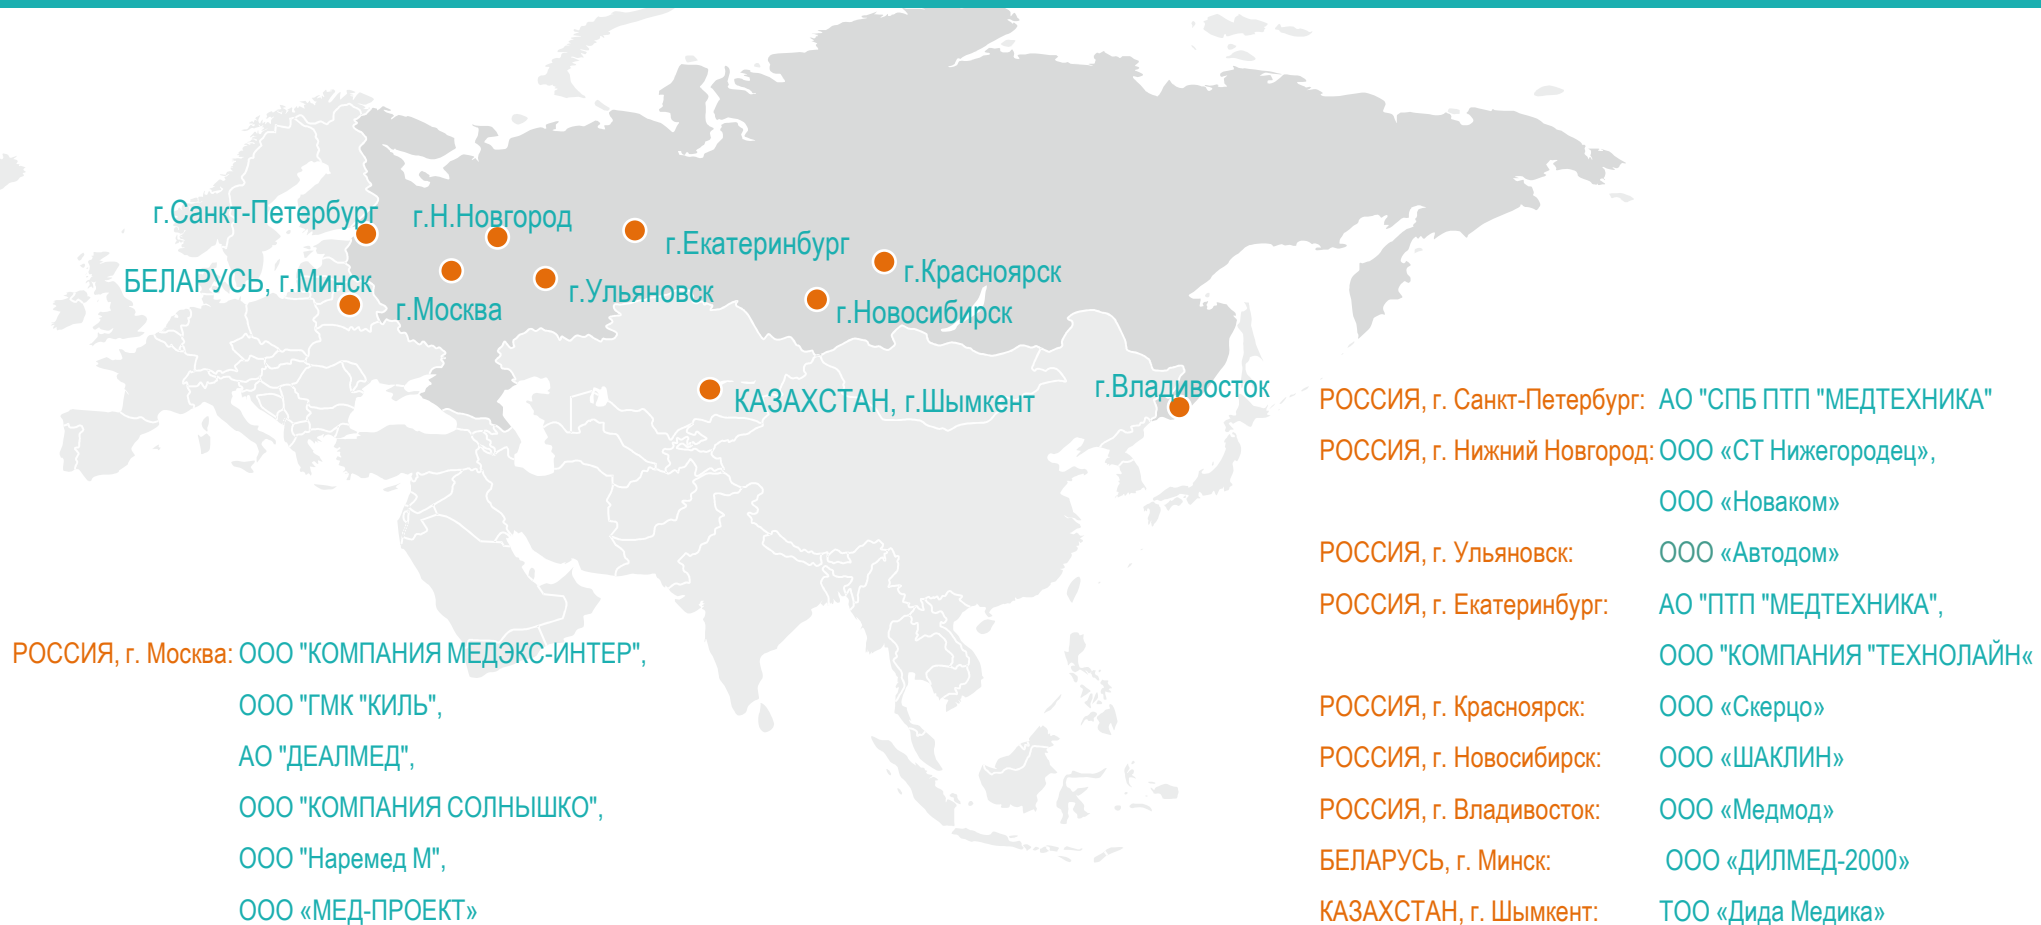 г.Санкт-Петербург
г.Н.Новгород
г.Екатеринбург
БЕЛАРУСЬ, г.Минск
г.Москва
г.Ульяновск
г.Красноярск
г.Новосибирск
КАЗАХСТАН, г.Шымкент
г.Владивосток
РОССИЯ, г. Санкт-Петербург: АО "СПБ ПТП "МЕДТЕХНИКА"
РОССИЯ, г. Нижний Новгород: ООО «СТ Нижегородец»,
ООО «Новаком»
РОССИЯ, г. Ульяновск: ООО «Автодом»
РОССИЯ, г. Екатеринбург: АО "ПТП "МЕДТЕХНИКА",
ООО "КОМПАНИЯ "ТЕХНОЛАЙН«
РОССИЯ, г. Красноярск: ООО «Скерцо»
РОССИЯ, г. Новосибирск: ООО «ШАКЛИН»
РОССИЯ, г. Владивосток: ООО «Медмод»
БЕЛАРУСЬ, г. Минск: ООО «ДИЛМЕД-2000»
КАЗАХСТАН, г. Шымкент: ТОО «Дида Медика»
РОССИЯ, г. Москва: ООО "КОМПАНИЯ МЕДЭКС-ИНТЕР",
ООО "ГМК "КИЛЬ",
АО "ДЕАЛМЕД",
ООО "КОМПАНИЯ СОЛНЫШКО",
ООО "Наремед М",
ООО «МЕД-ПРОЕКТ»